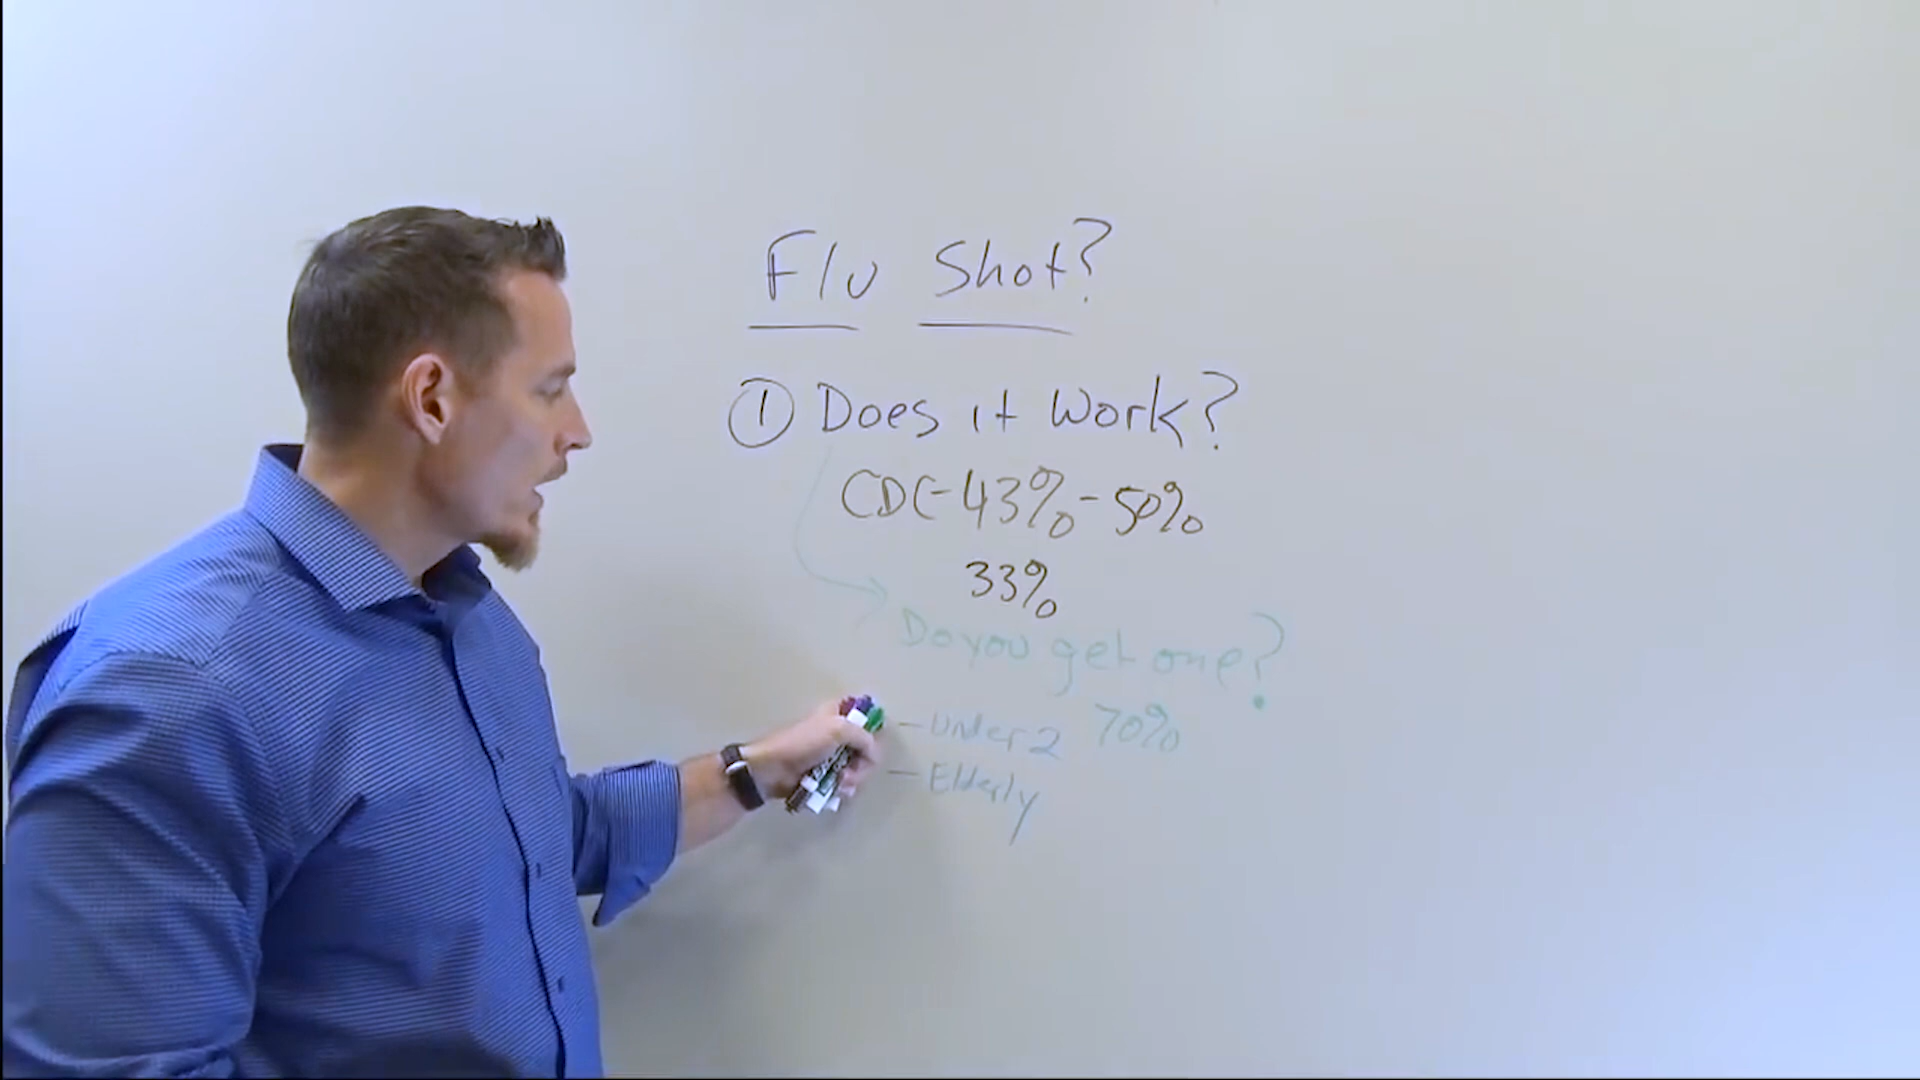 Flu Shot?
① Does it Work?
CDC-43%-50%
33%
Do you get one?
- Under 2 70%
- Elderly